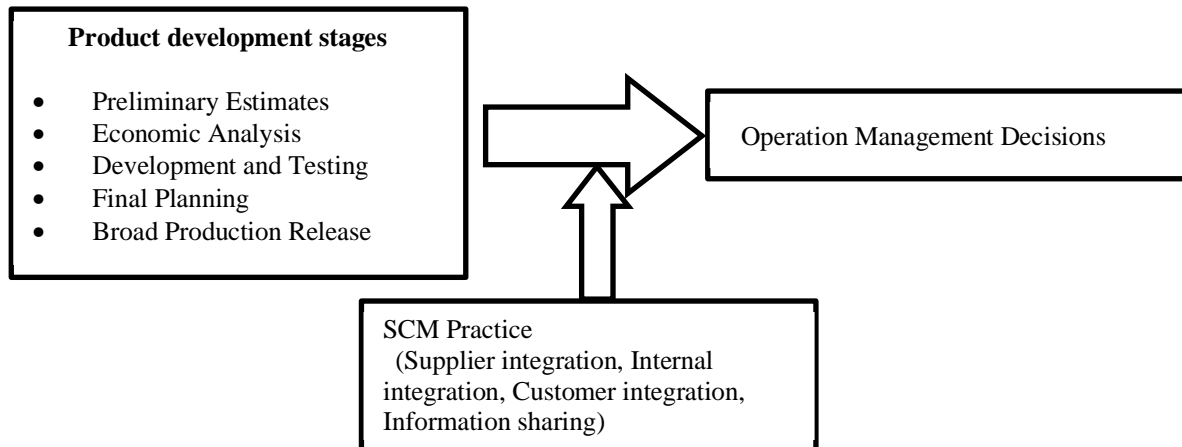 Product development stages
• Preliminary Estimates
• Economic Analysis
• Development and Testing
• Final Planning
• Broad Production Release
Operation Management Decisions
SCM Practice
(Supplier integration, Internal
integration, Customer integration,
Information sharing)